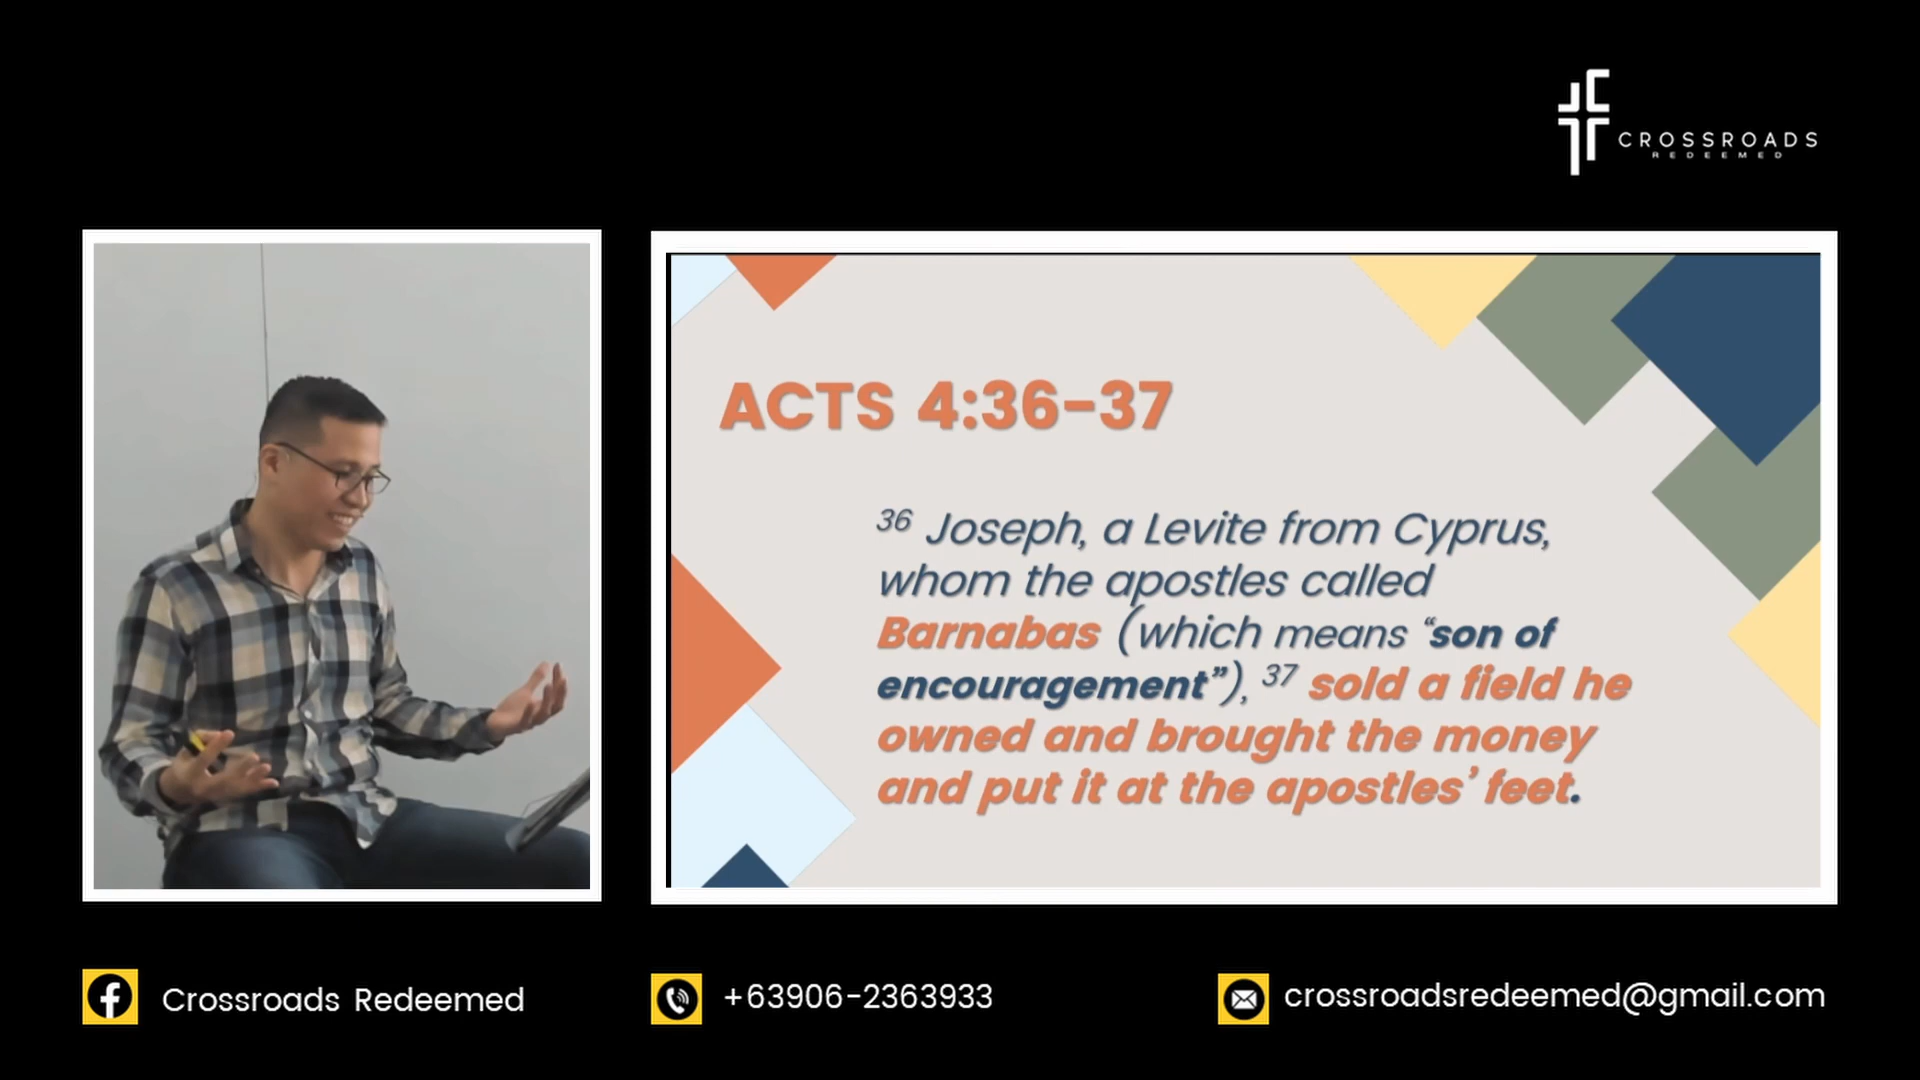 CROSSROADS
REDEEMED
ACTS 4:36-37
36 Joseph, a Levite from Cyprus,
whom the apostles called
Barnabas (which means “son of
encouragement”), 37 sold a field he
owned and brought the money
and put it at the apostles’ feet.
Crossroads Redeemed
+63906-2363933
crossroadsredeemed@gmail.com